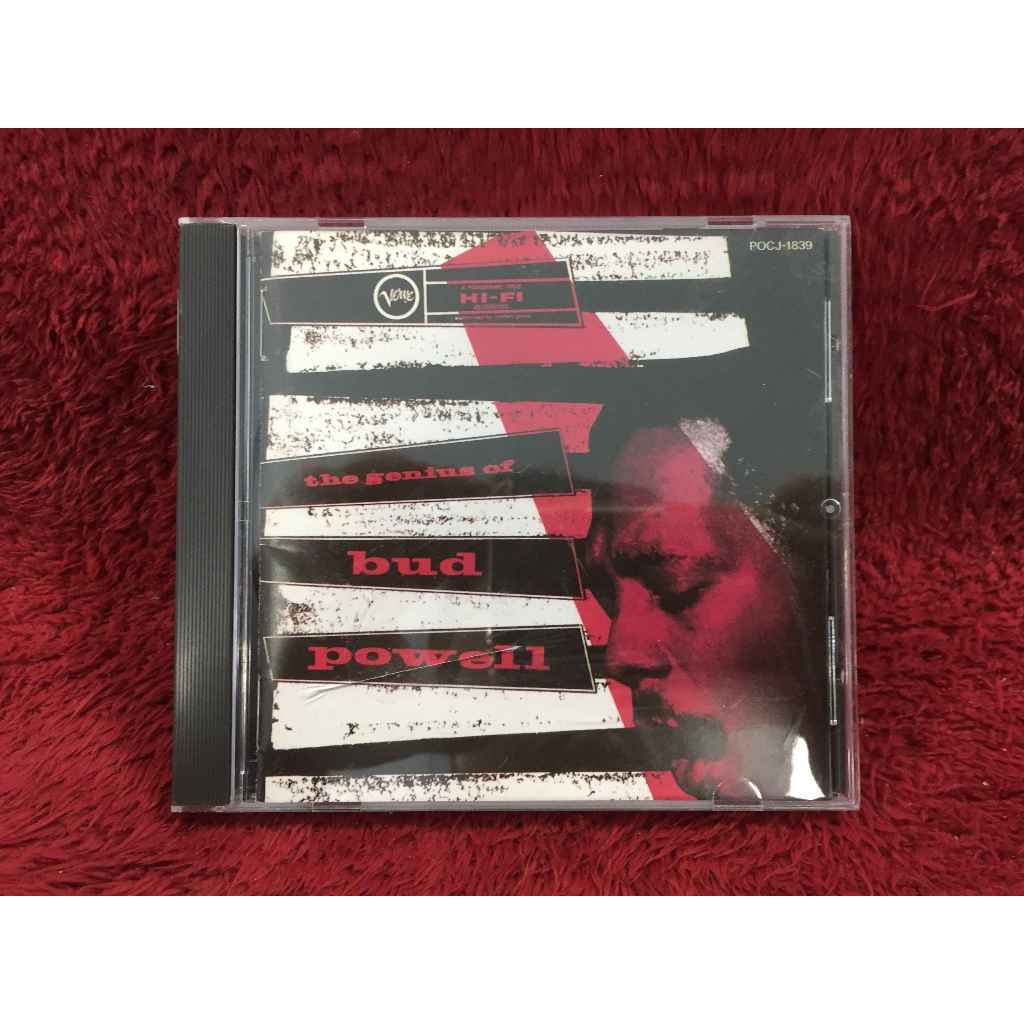 POCJ-1839
Verve
HI-FI
the genius of
bud
powell